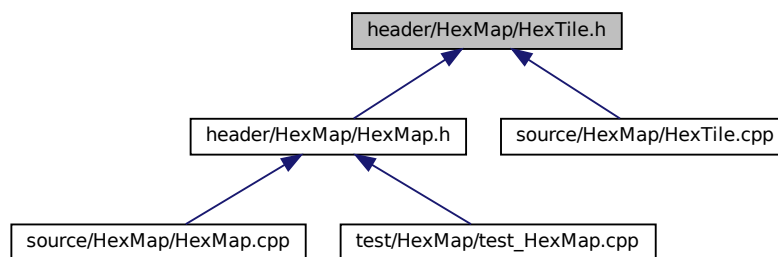 header/HexMap/HexTile.h
header/HexMap/HexMap.h
source/HexMap/HexTile.cpp
source/HexMap/HexMap.cpp
test/HexMap/test_HexMap.cpp